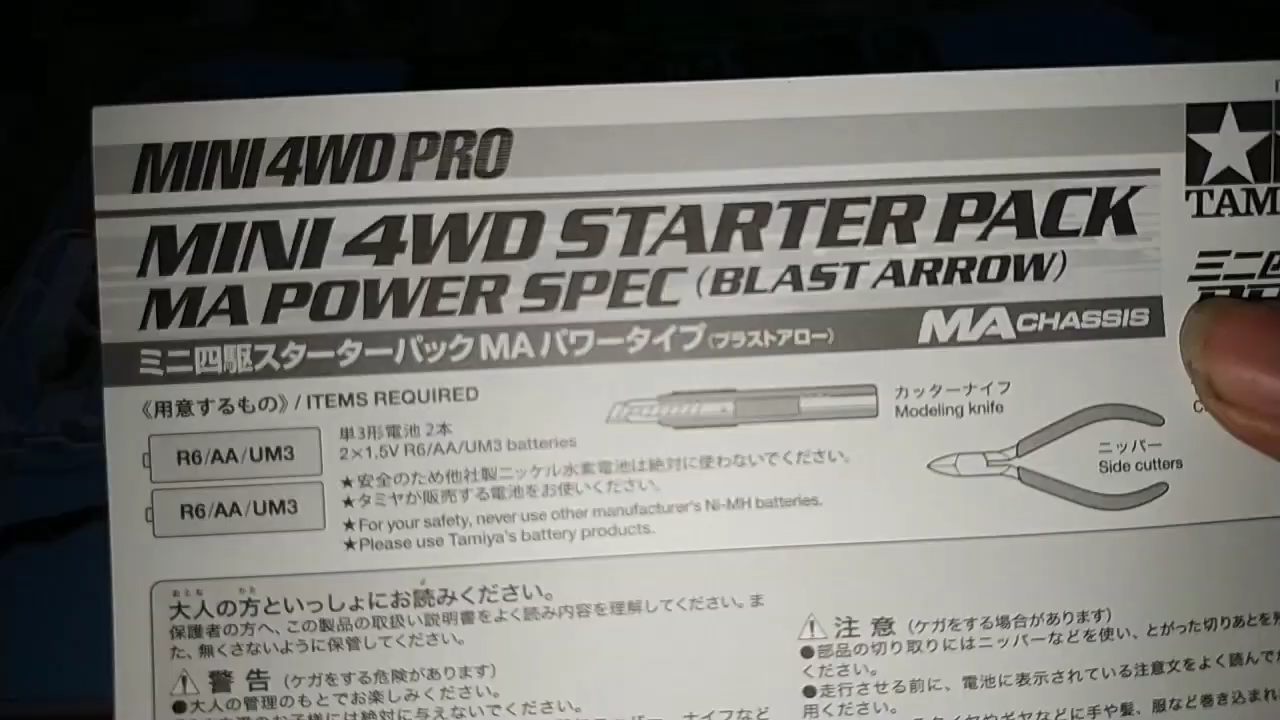 MINI 4WD PRO
MINI 4WD STARTER PACK
MA POWER SPEC (BLAST ARROW)
ミニ四駆スターターパックMAパワータイプ(ブラストアロー)
MA CHASSIS
TAM
ミニ四
《用意するもの》/ ITEMS REQUIRED
R6/AA/UM3
R6/AA/UM3
単3形電池 2本
2×1.5V R6/AA/UM3 batteries
★安全のため他社製ニッケル水素電池は絶対に使わないでください。
★タミヤが販売する電池をお使いください。
★For your safety, never use other manufacturer's Ni-MH batteries.
★Please use Tamiya's battery products.
カッターナイフ
Modeling knife
ニッパー
Side cutters
大人の方といっしょにお読みください。
保護者の方へ、この製品の取扱い説明書をよく読み内容を理解してください。ま
た、無くさないように保管してください。
警告 (ケガをする危険があります)
●大人の管理のもとでお楽しみください。
注意 (ケガをする場合があります)
●部品の切り取りにはニッパーなどを使い、とがった切りあとを
ください。
●走行させる前に、電池に表示されている注意文をよく読んで
用ください。